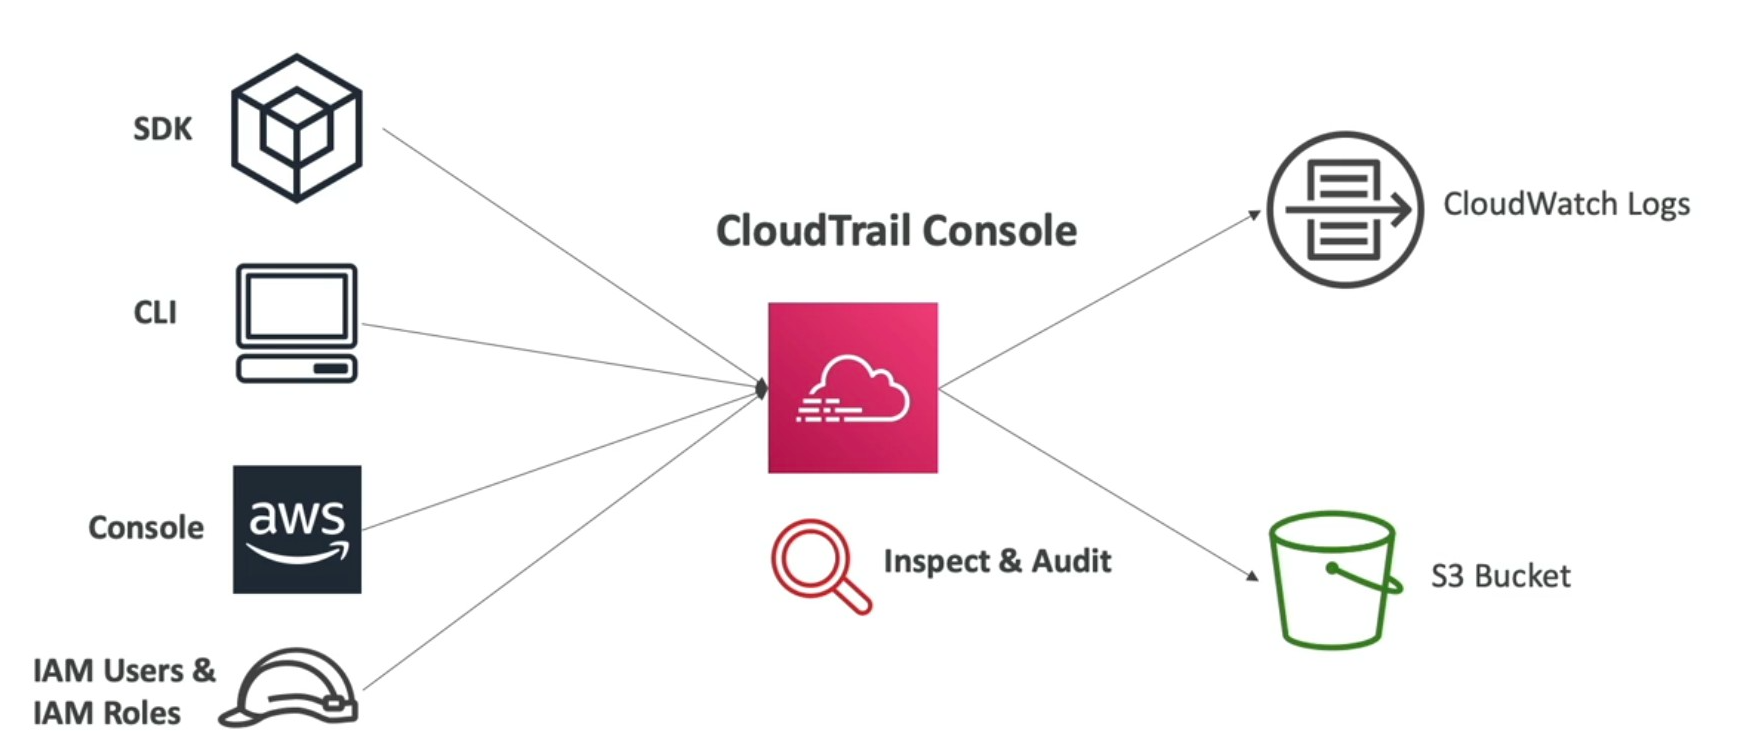 SDK
CLI
Console
aws
IAM Users &
IAM Roles
CloudTrail Console
Inspect & Audit
CloudWatch Logs
S3 Bucket